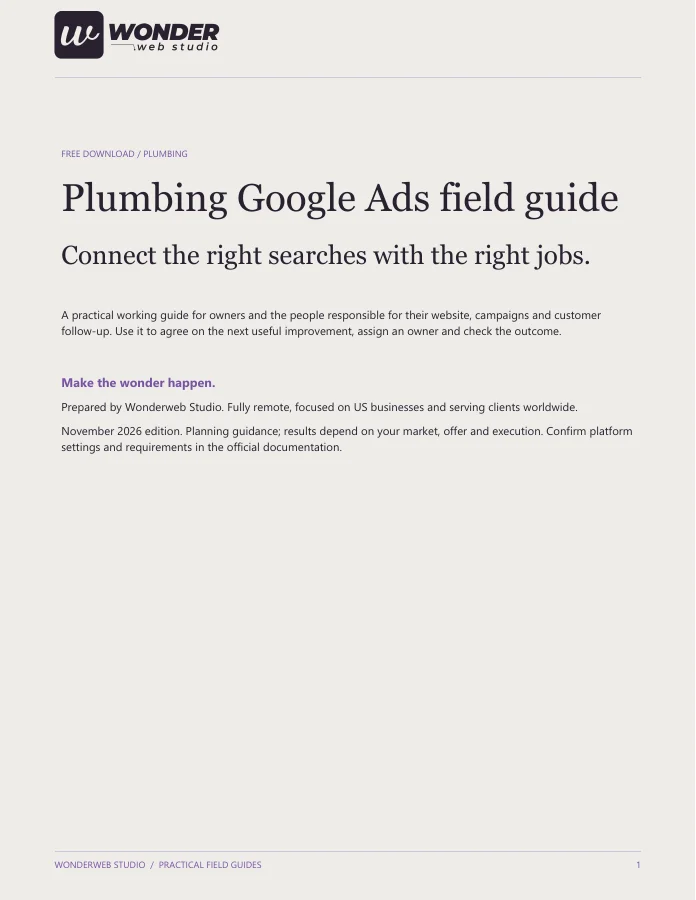 w WONDER
web studio
FREE DOWNLOAD / PLUMBING
Plumbing Google Ads field guide
Connect the right searches with the right jobs.
A practical working guide for owners and the people responsible for their website, campaigns and customer
follow-up. Use it to agree on the next useful improvement, assign an owner and check the outcome.
Make the wonder happen.
Prepared by Wonderweb Studio. Fully remote, focused on US businesses and serving clients worldwide.
November 2026 edition. Planning guidance; results depend on your market, offer and execution. Confirm platform
settings and requirements in the official documentation.
WONDERWEB STUDIO / PRACTICAL FIELD GUIDES 1